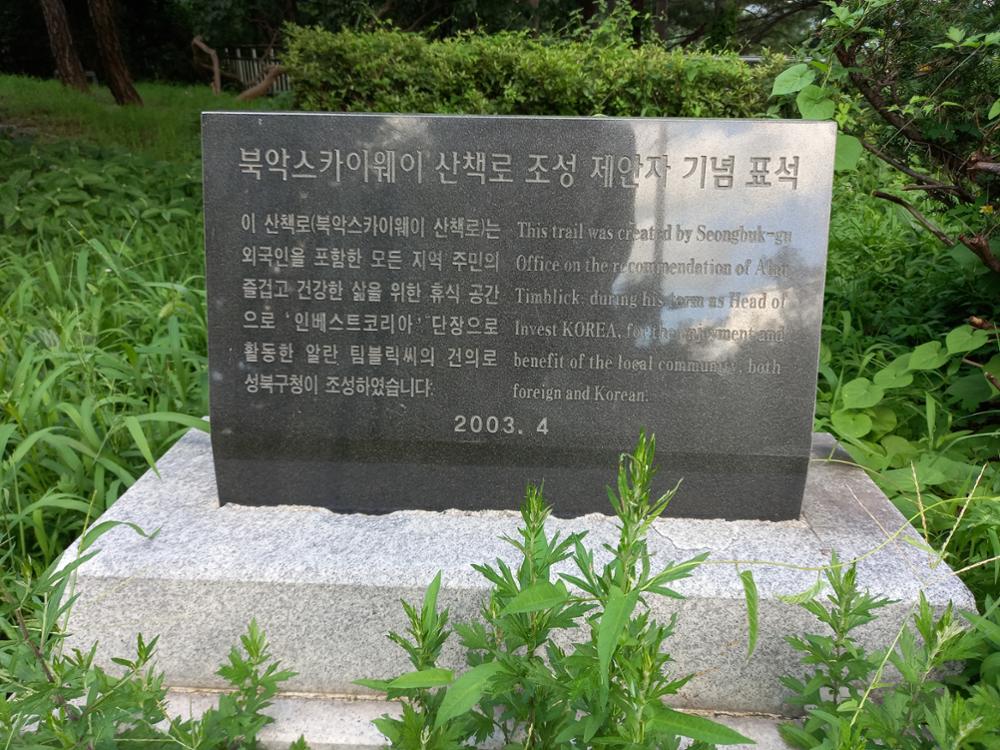 북악스카이웨이 산책로 조성 제안자 기념 표석
이 산책로(북악스카이웨이 산책로)는
외국인을 포함한 모든 지역 주민의
즐겁고 건강한 삶을 위한 휴식 공간
으로 '인베스트코리아' 단장으로
활동한 알란 팀블릭씨의 건의로
성북구청이 조성하였습니다.
This trail was created by Seongbuk-gu
Office on the recommendation of Alan
Timblick, during his term as Head of
Invest KOREA, for the enjoyment and
benefit of the local community, both
foreign and Korean.
2003. 4